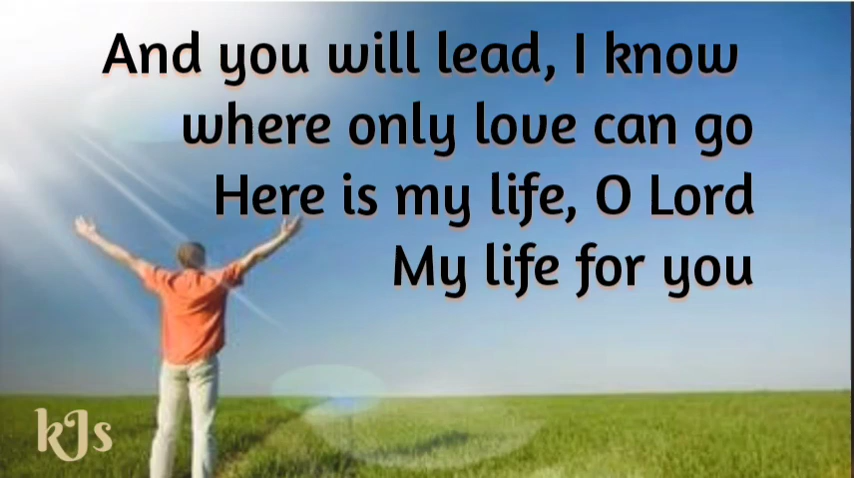 And you will lead, I know
where only love can go
Here is my life, O Lord
My life for you
kJs